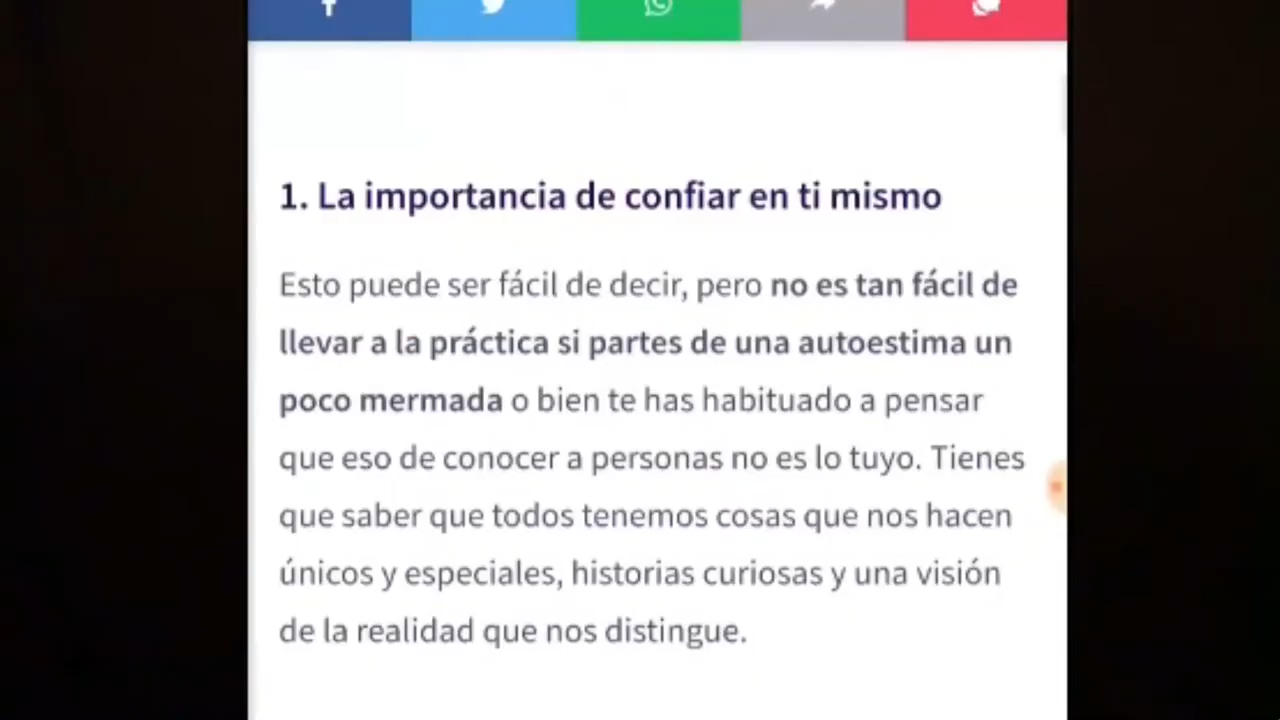 1. La importancia de confiar en ti mismo
Esto puede ser fácil de decir, pero no es tan fácil de
llevar a la práctica si partes de una autoestima un
poco mermada o bien te has habituado a pensar
que eso de conocer a personas no es lo tuyo. Tienes
que saber que todos tenemos cosas que nos hacen
únicos y especiales, historias curiosas y una visión
de la realidad que nos distingue.